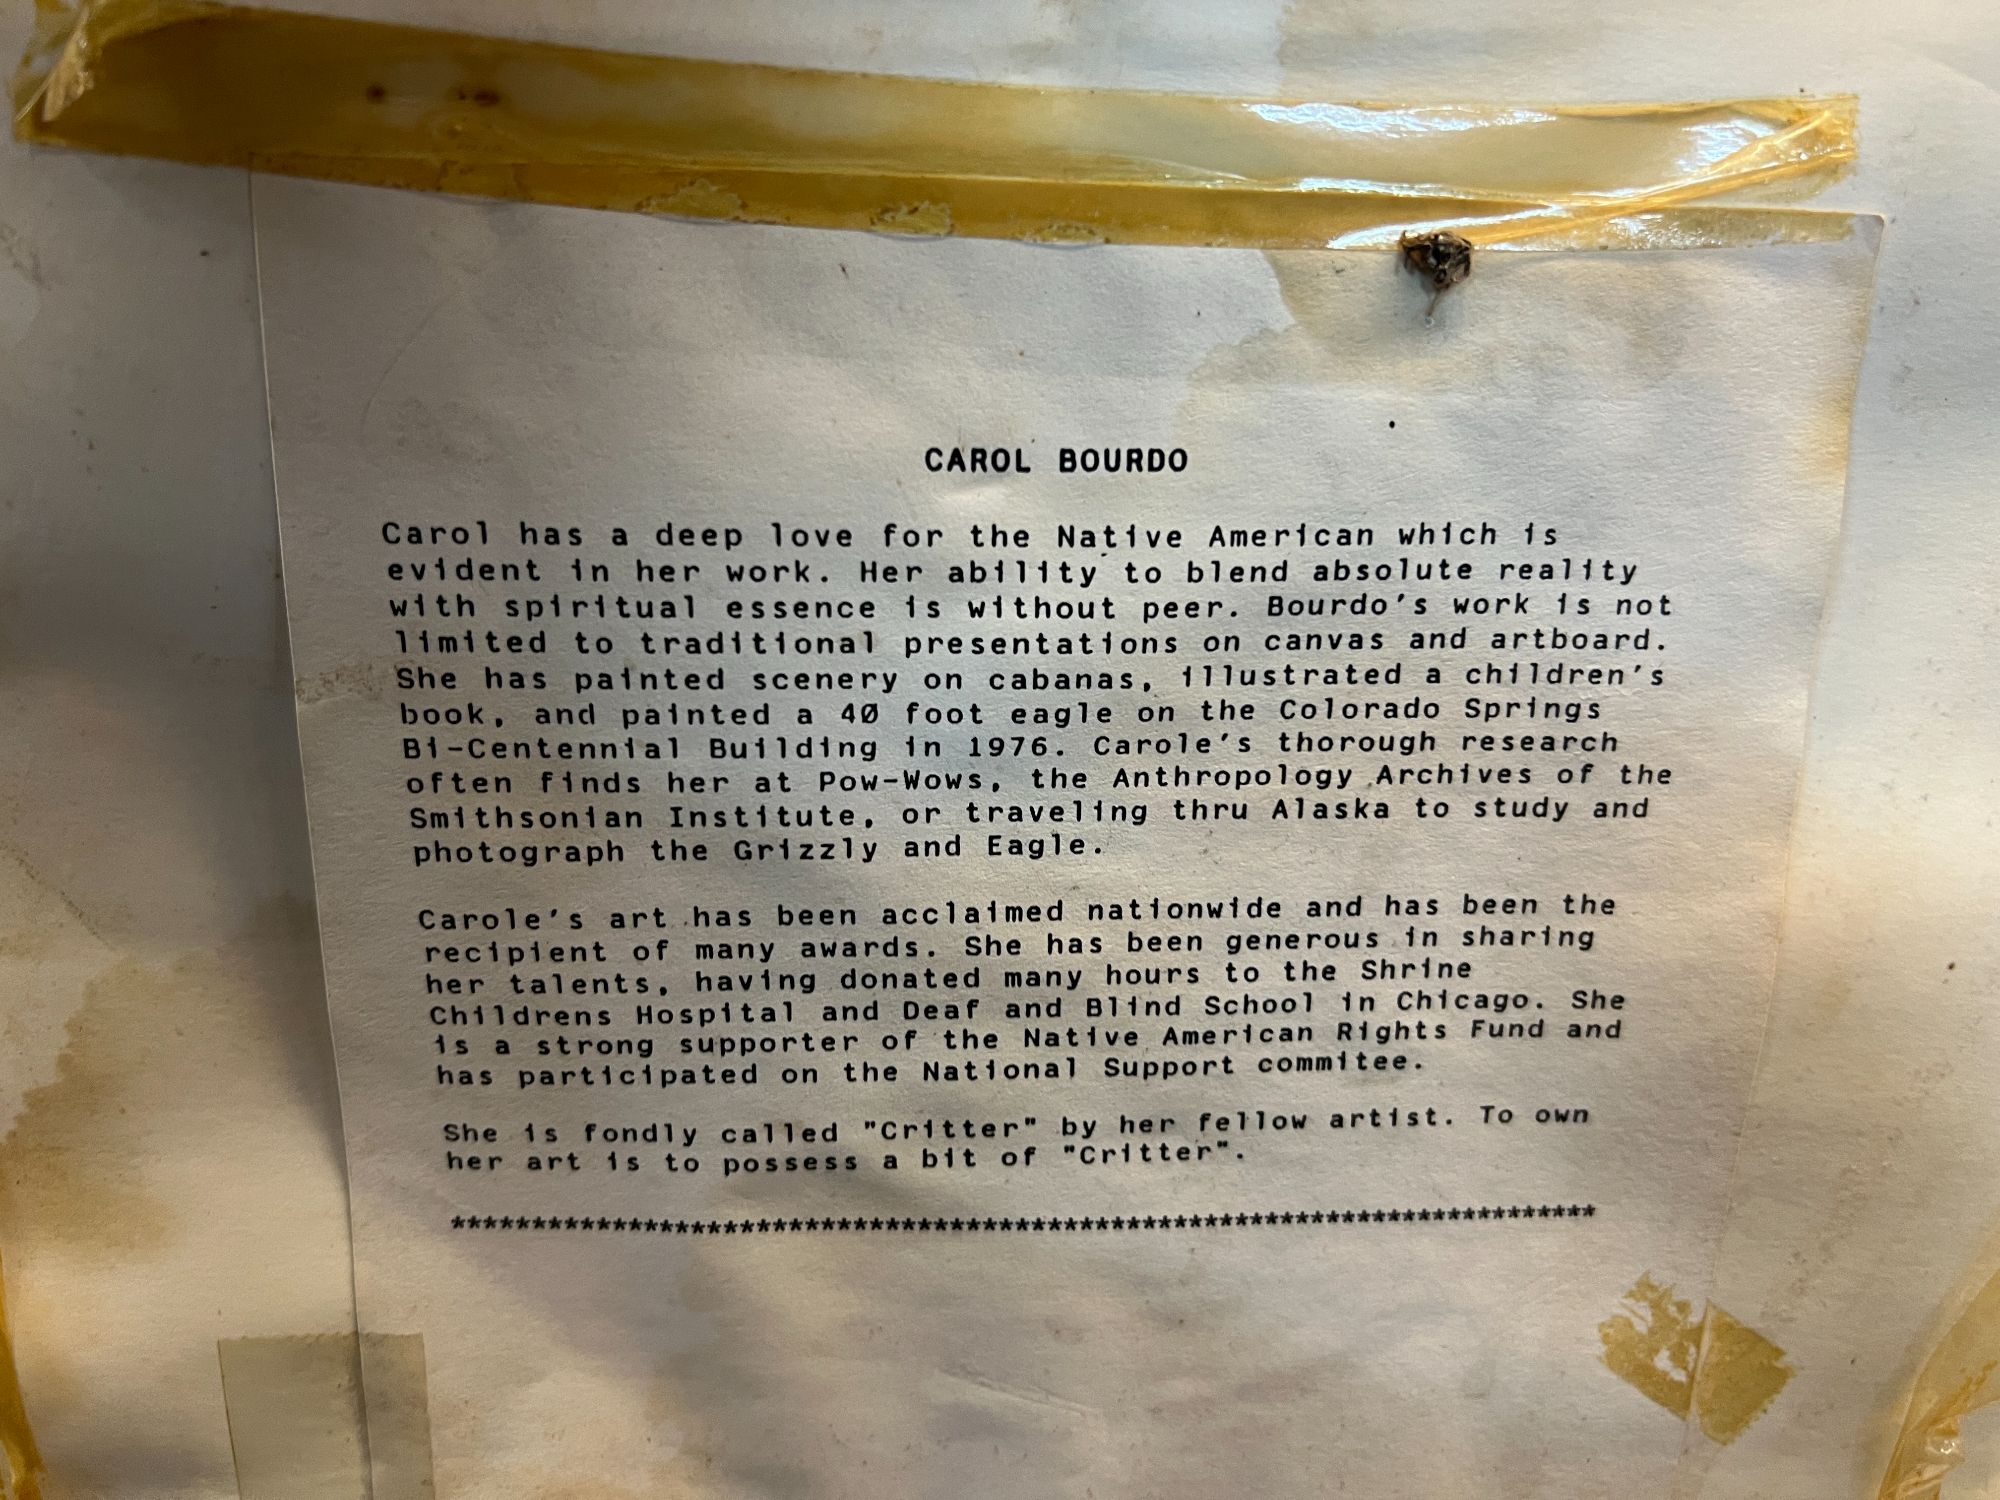 CAROL BOURDO
Carol has a deep love for the Native American which is
evident in her work. Her ability to blend absolute reality
with spiritual essence is without peer. Bourdo's work is not
limited to traditional presentations on canvas and artboard.
She has painted scenery on cabanas, illustrated a children's
book, and painted a 40 foot eagle on the Colorado Springs
Bi-Centennial Building in 1976. Carole's thorough research
often finds her at Pow-Wows, the Anthropology Archives of the
Smithsonian Institute, or traveling thru Alaska to study and
photograph the Grizzly and Eagle.
Carole's art has been acclaimed nationwide and has been the
recipient of many awards. She has been generous in sharing
her talents, having donated many hours to the Shrine
Childrens Hospital and Deaf and Blind School in Chicago. She
is a strong supporter of the Native American Rights Fund and
has participated on the National Support commitee.
She is fondly called "Critter" by her fellow artist. To own
her art is to possess a bit of "Critter".
************************************************************************